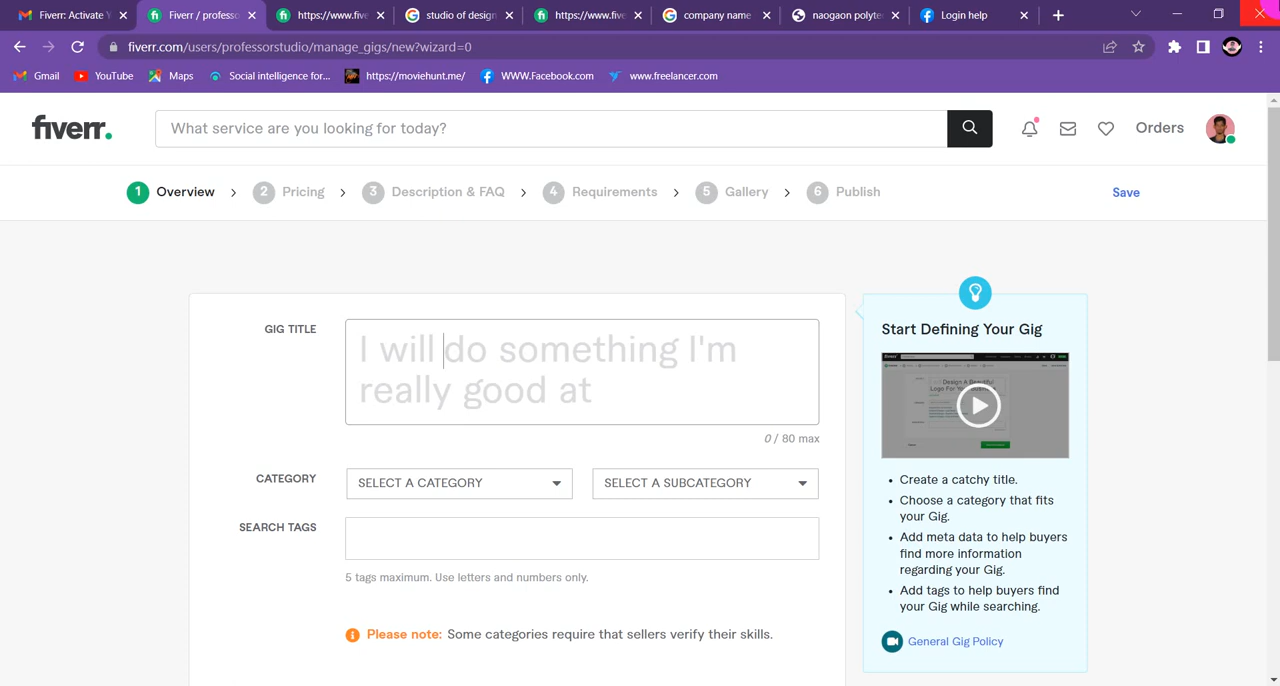 Fiverr: Activate Y
Fiverr / professo
https://www.five
studio of design
https://www.five
company name
naogaon polyte
Login help
fiverr.com/users/professorstudio/manage_gigs/new?wizard=0
Gmail
YouTube
Maps
Social intelligence for...
https://moviehunt.me/
WWW.Facebook.com
www.freelancer.com
fiverr.
What service are you looking for today?
Orders
1 Overview
2 Pricing
3 Description & FAQ
4 Requirements
5 Gallery
6 Publish
Save
GIG TITLE
I will do something I'm
really good at
0 / 80 max
CATEGORY
SELECT A CATEGORY
SELECT A SUBCATEGORY
SEARCH TAGS
5 tags maximum. Use letters and numbers only.
Please note: Some categories require that sellers verify their skills.
Start Defining Your Gig
• Create a catchy title.
• Choose a category that fits
your Gig.
• Add meta data to help buyers
find more information
regarding your Gig.
• Add tags to help buyers find
your Gig while searching.
General Gig Policy